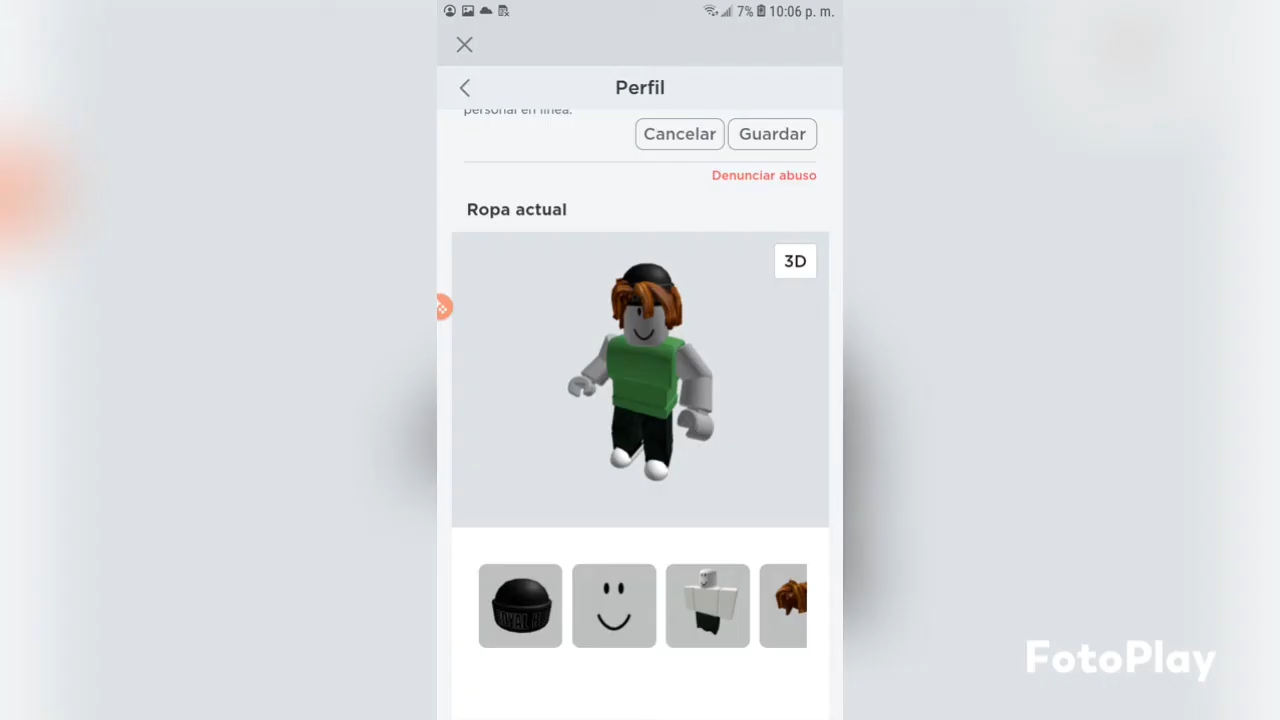 7% 10:06 p. m.
Perfil
personal en línea.
Cancelar Guardar
Denunciar abuso
Ropa actual
3D
FotoPlay